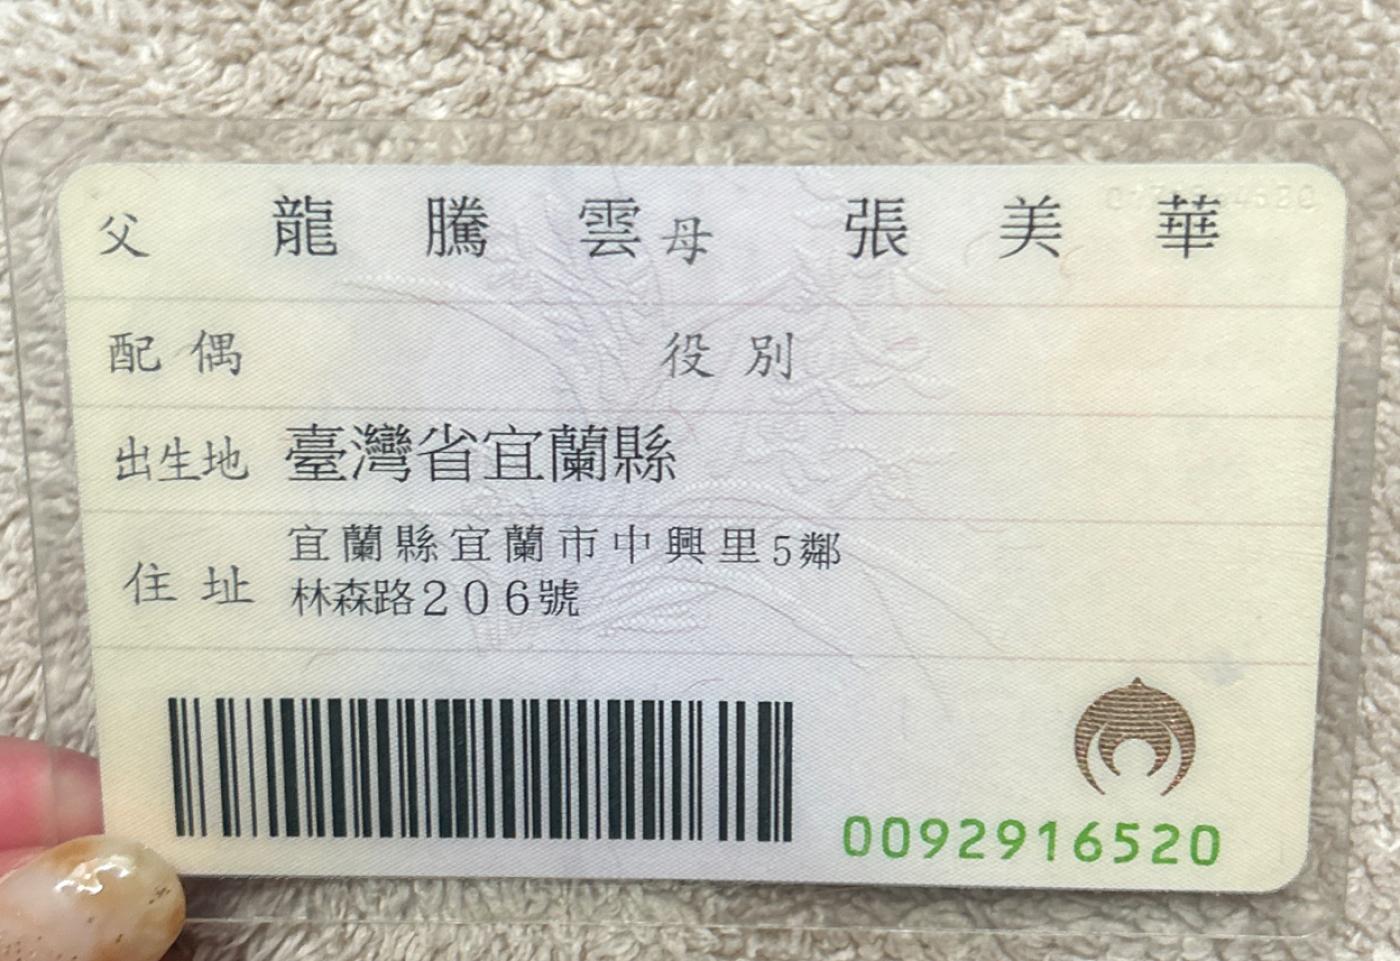 父 龍騰雲 母 張美華
配偶 役別
出生地 臺灣省宜蘭縣
住址 宜蘭縣宜蘭市中興里5鄰
林森路206號
0092916520